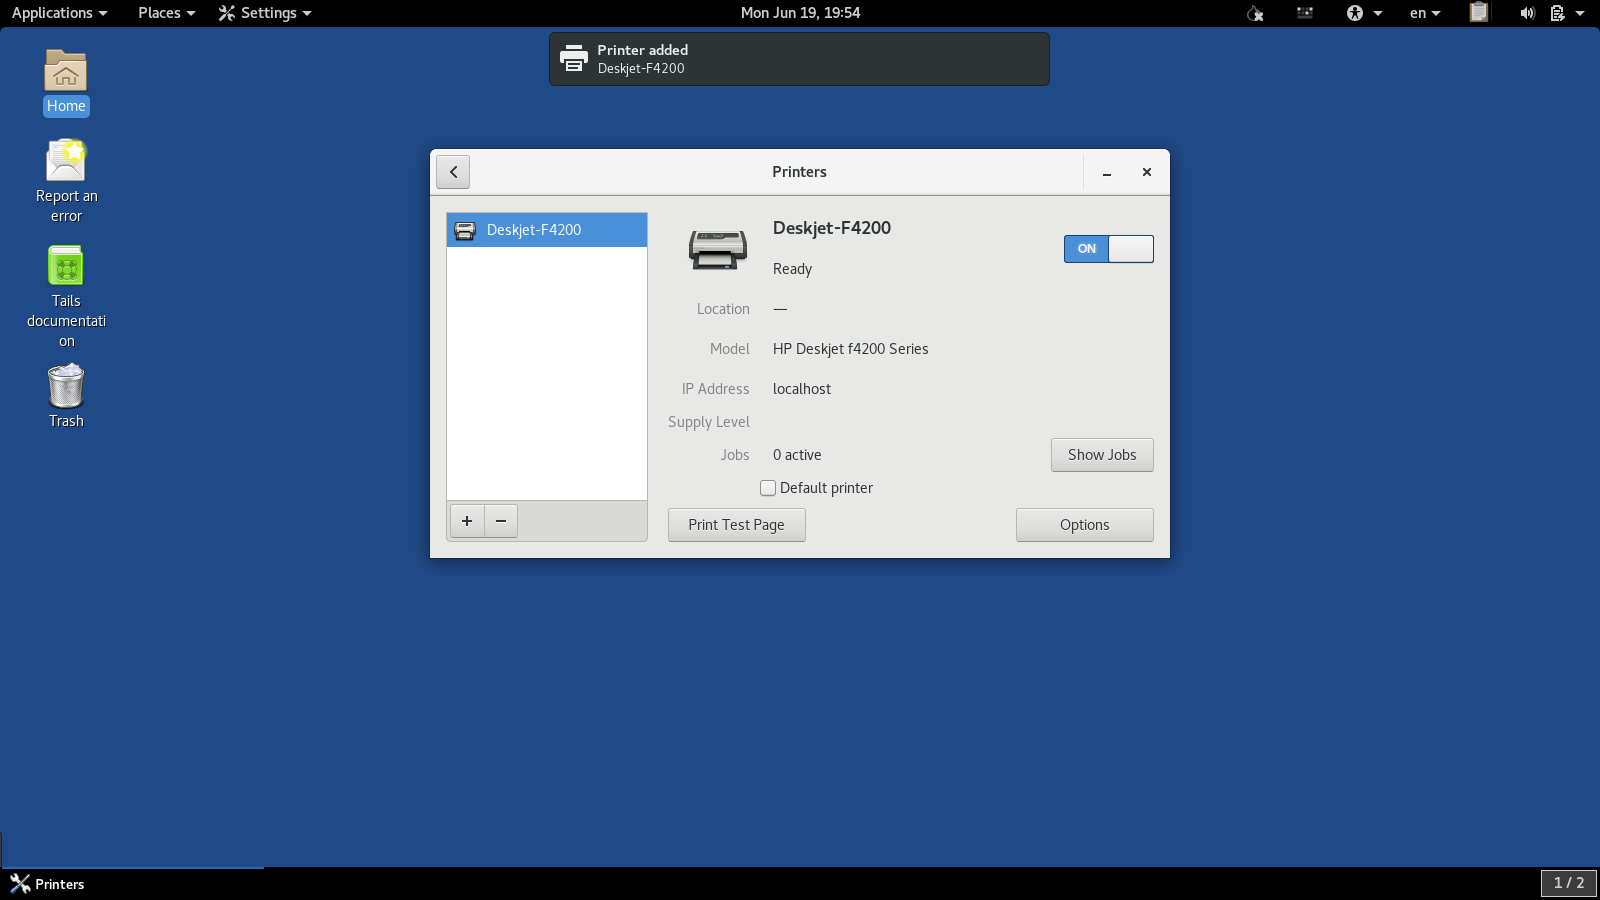 Applications Places Settings Mon Jun 19, 19:54 en
Printer added
Deskjet-F4200
Home
Report an
error
Tails
documentati
on
Trash
Printers
Deskjet-F4200
Deskjet-F4200
ON
Ready
Location —
Model HP Deskjet f4200 Series
IP Address localhost
Supply Level
Jobs 0 active Show Jobs
Default printer
+ − Print Test Page Options
Printers 1 / 2